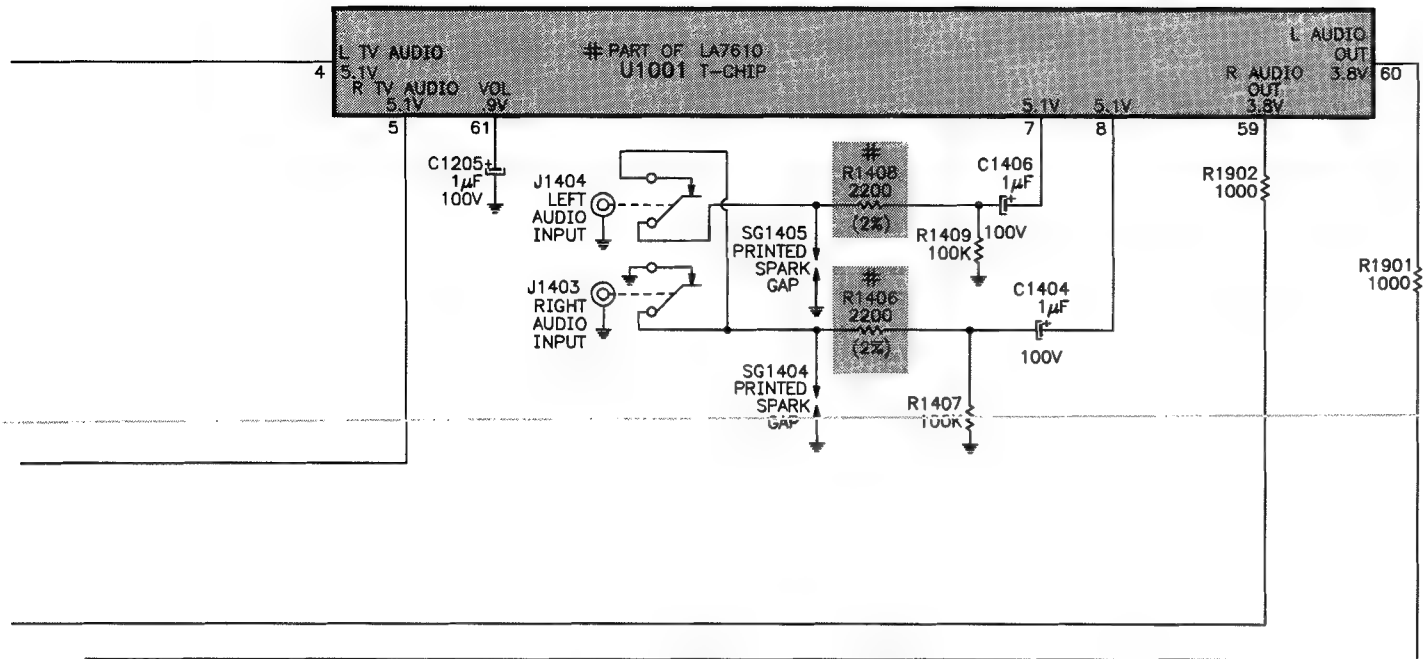 L TV AUDIO
5.1V
R TV AUDIO
5.1V
VOL
9V
# PART OF LA7610
U1001 T-CHIP
L AUDIO
OUT
3.8V
R AUDIO
OUT
3.8V
5.1V
5.1V
4
5
61
7
8
59
60
C1205
+
1µF
100V
J1404
LEFT
AUDIO
INPUT
J1403
RIGHT
AUDIO
INPUT
SG1405
PRINTED
SPARK
GAP
#
R1408
2200
(2%)
C1406
1µF
+
100V
R1409
100K
#
R1406
2200
(2%)
C1404
1µF
+
100V
SG1404
PRINTED
SPARK
GAP
R1407
100K
R1902
1000
R1901
1000